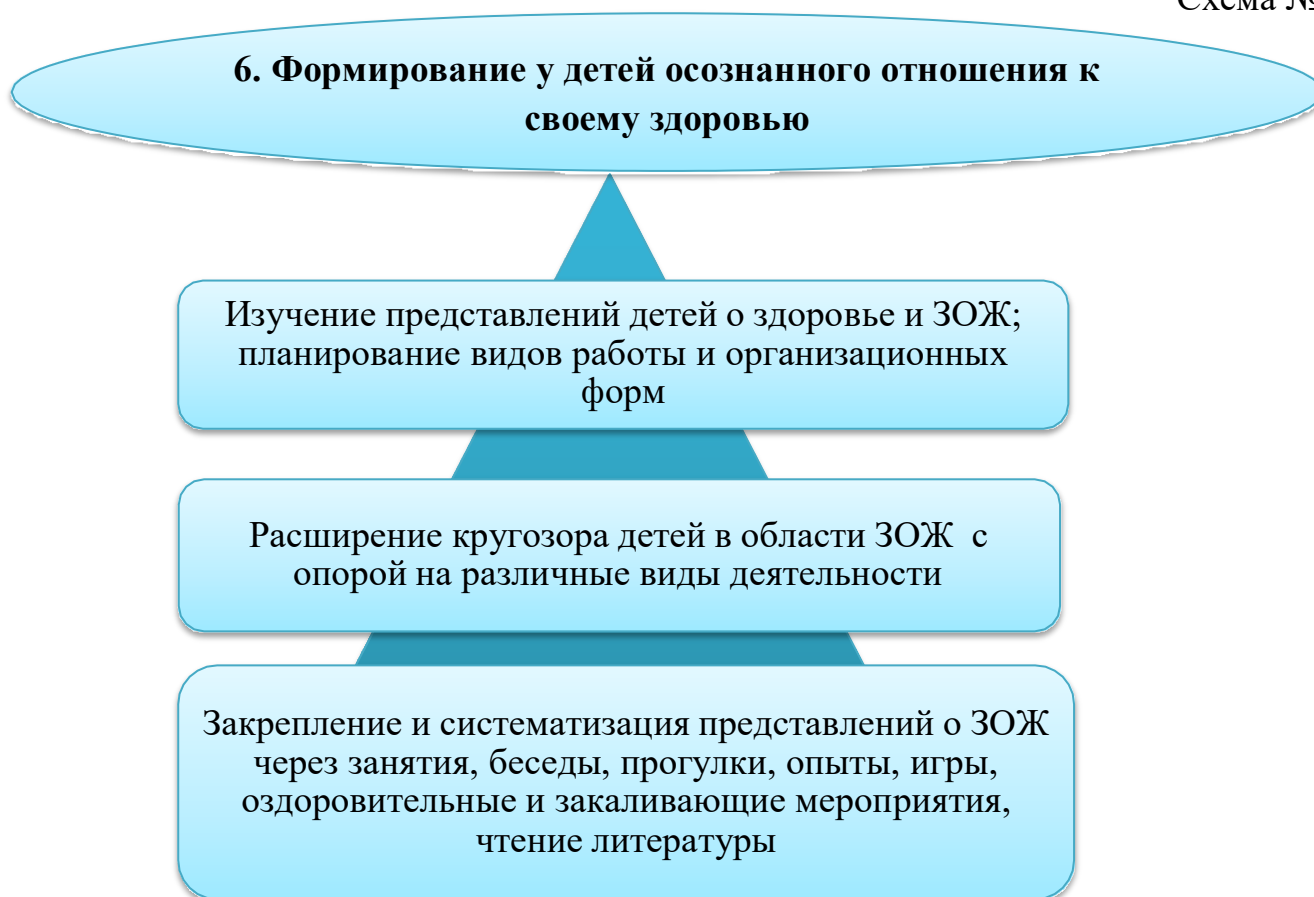 Схема №
6. Формирование у детей осознанного отношения к
своему здоровью
Изучение представлений детей о здоровье и ЗОЖ;
планирование видов работы и организационных
форм
Расширение кругозора детей в области ЗОЖ с
опорой на различные виды деятельности
Закрепление и систематизация представлений о ЗОЖ
через занятия, беседы, прогулки, опыты, игры,
оздоровительные и закаливающие мероприятия,
чтение литературы